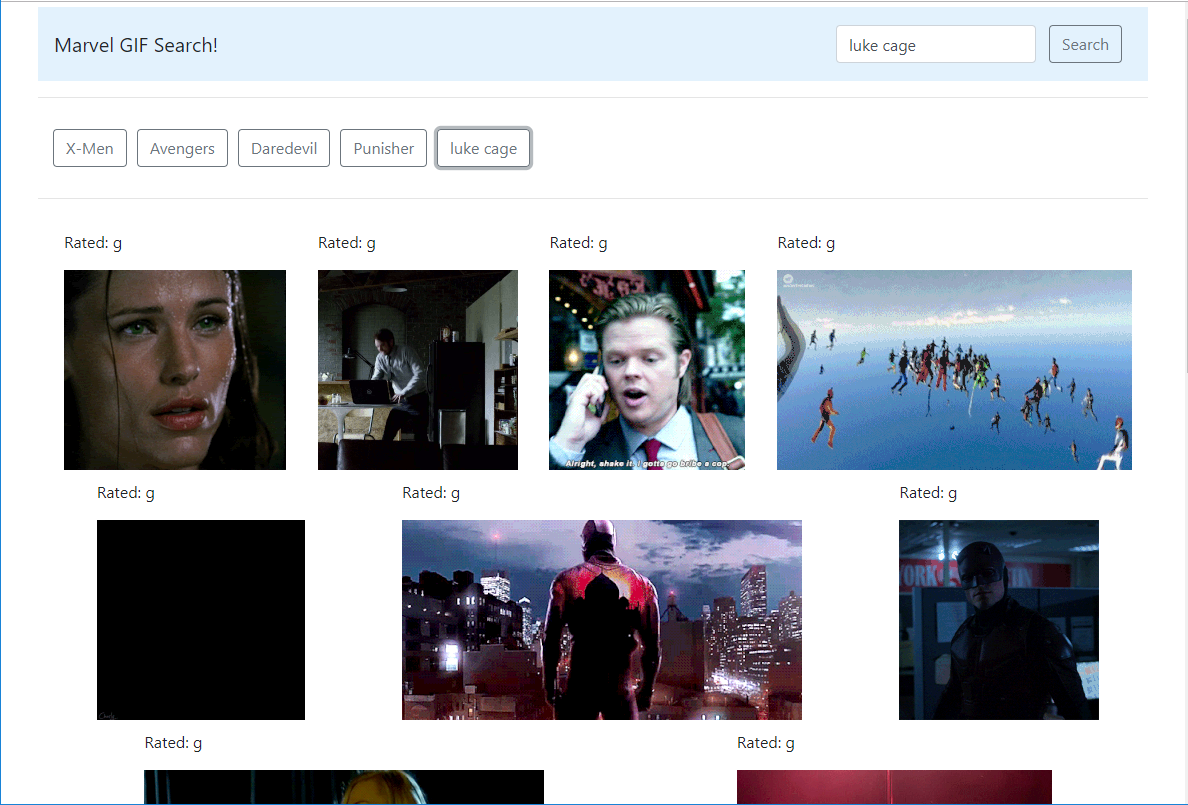 Marvel GIF Search!
luke cage
Search
X-Men
Avengers
Daredevil
Punisher
luke cage
Rated: g
Rated: g
Rated: g
Rated: g
Alright, shake it. I gotta go bribe a cop.
Rated: g
Rated: g
Rated: g
Rated: g
Rated: g